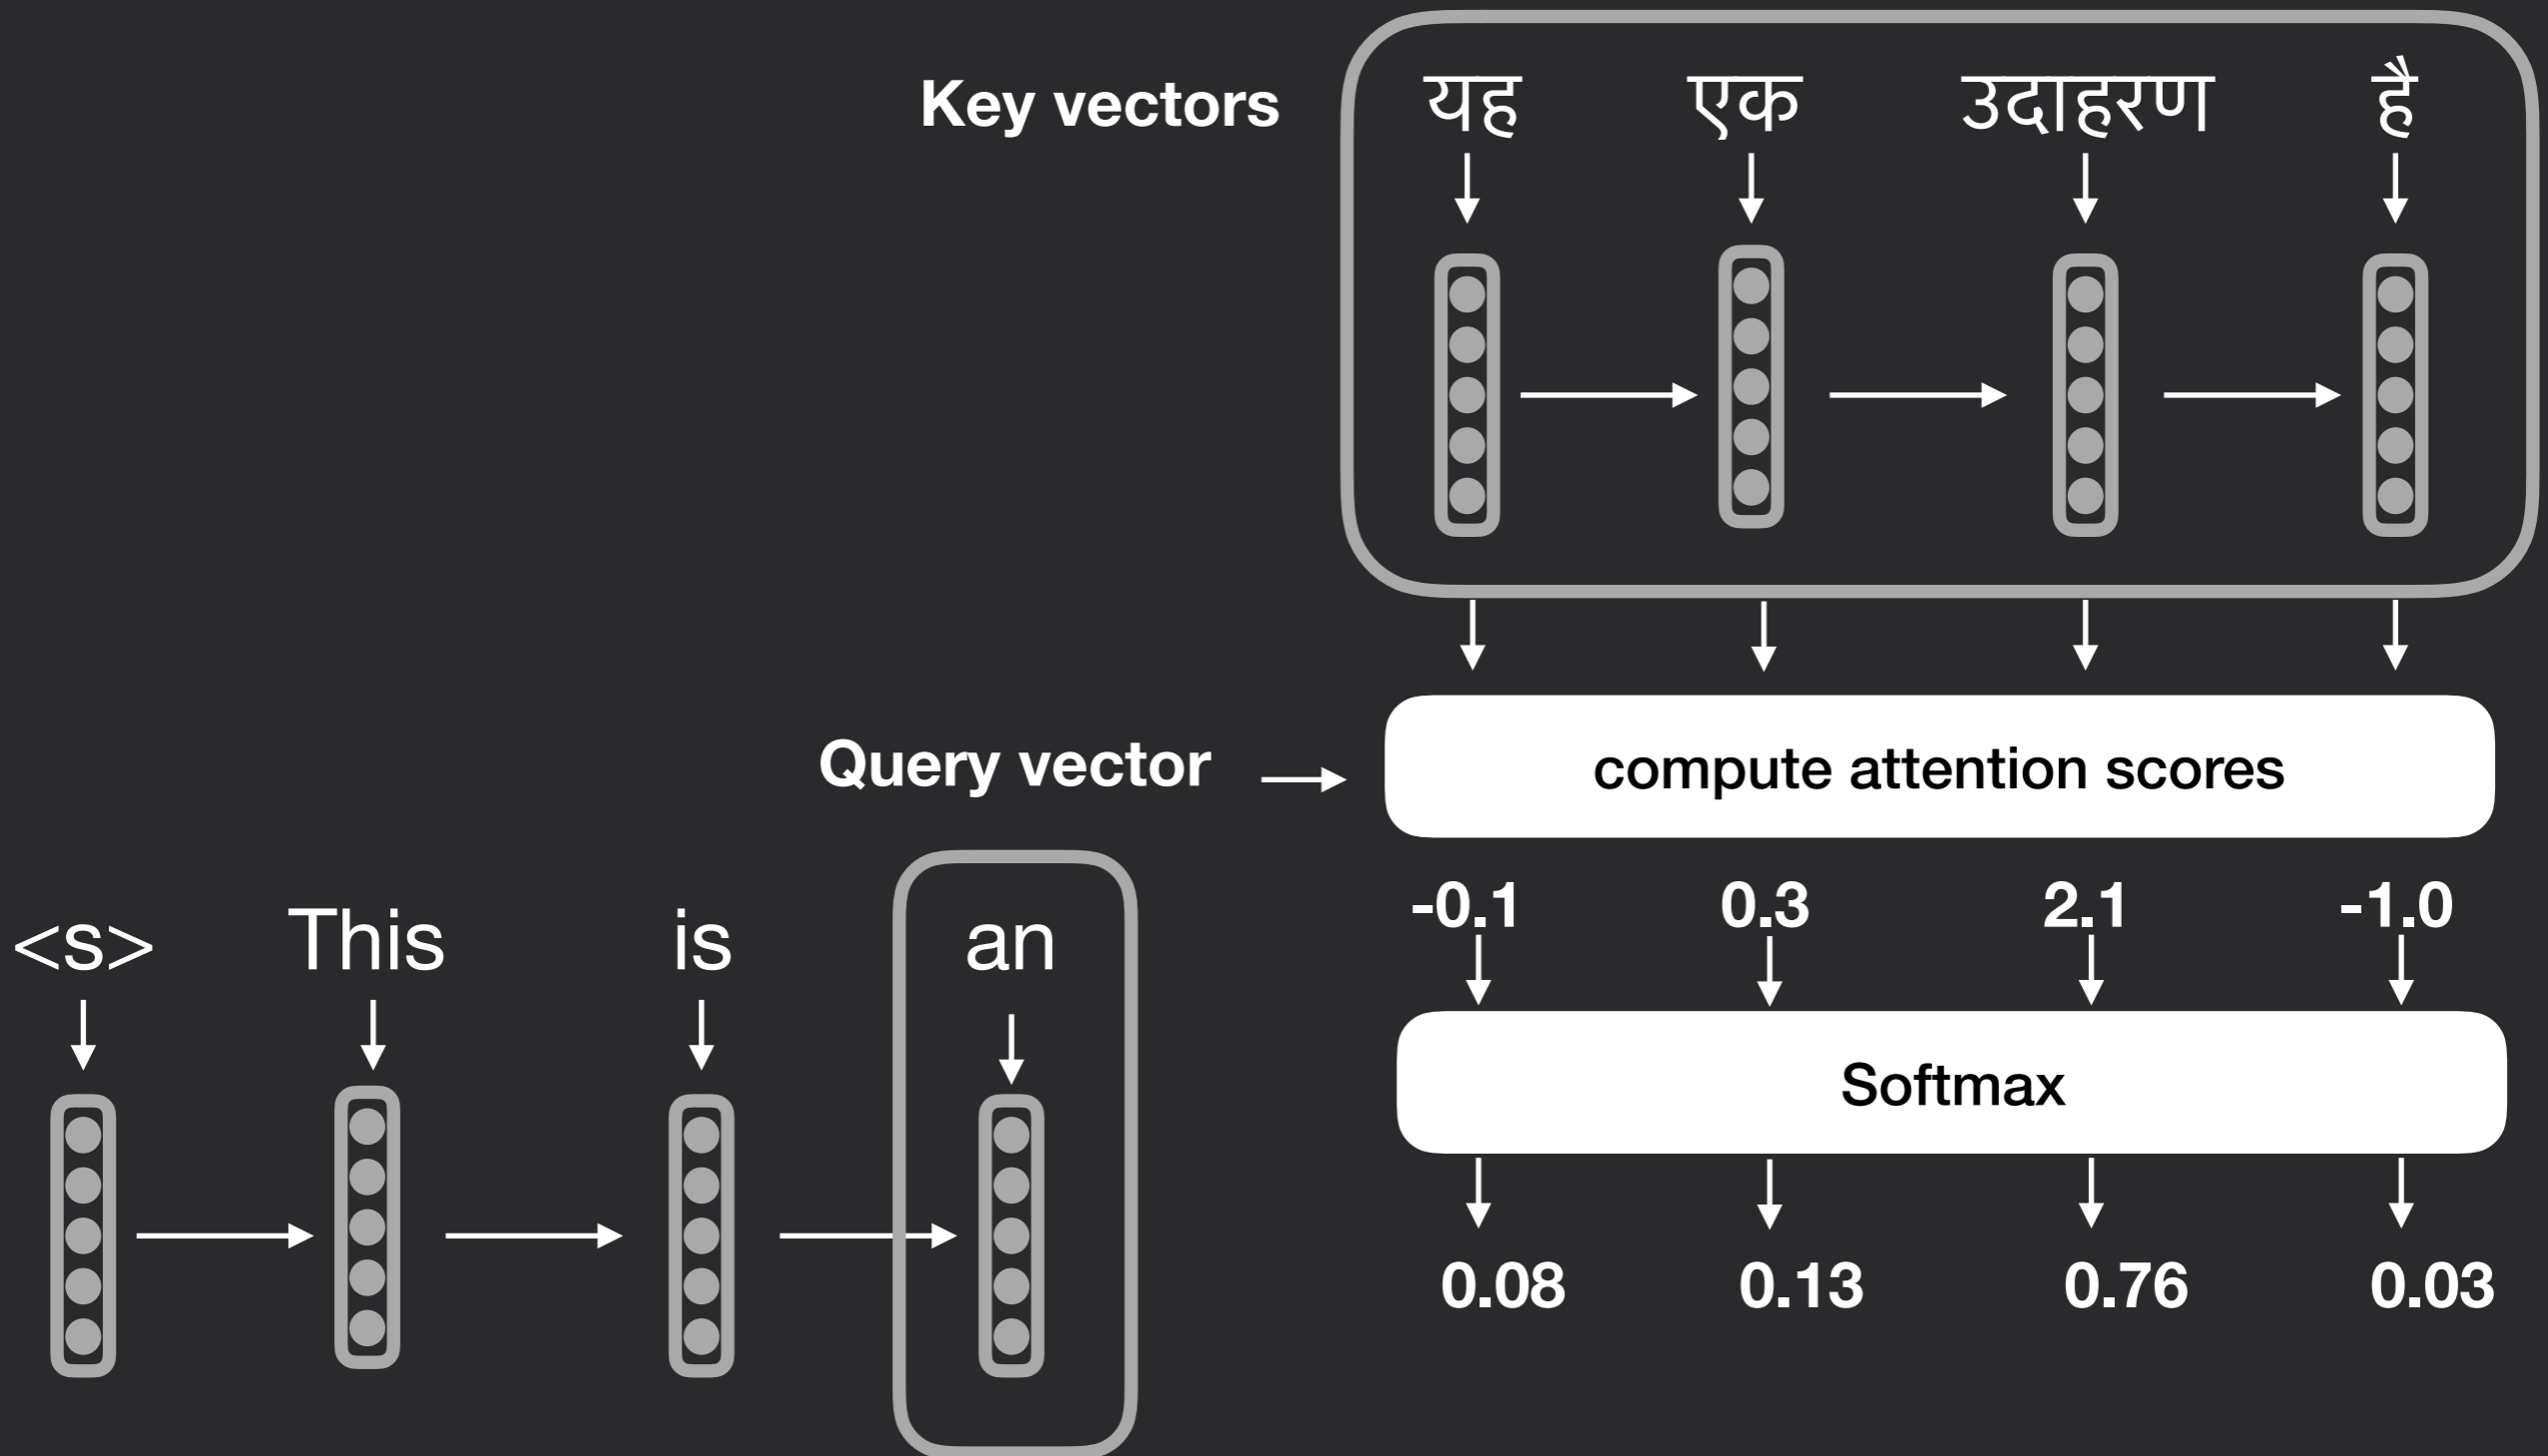 Key vectors
यह एक उदाहरण है
Query vector
compute attention scores
-0.1 0.3 2.1 -1.0
<s> This is an
Softmax
0.08 0.13 0.76 0.03